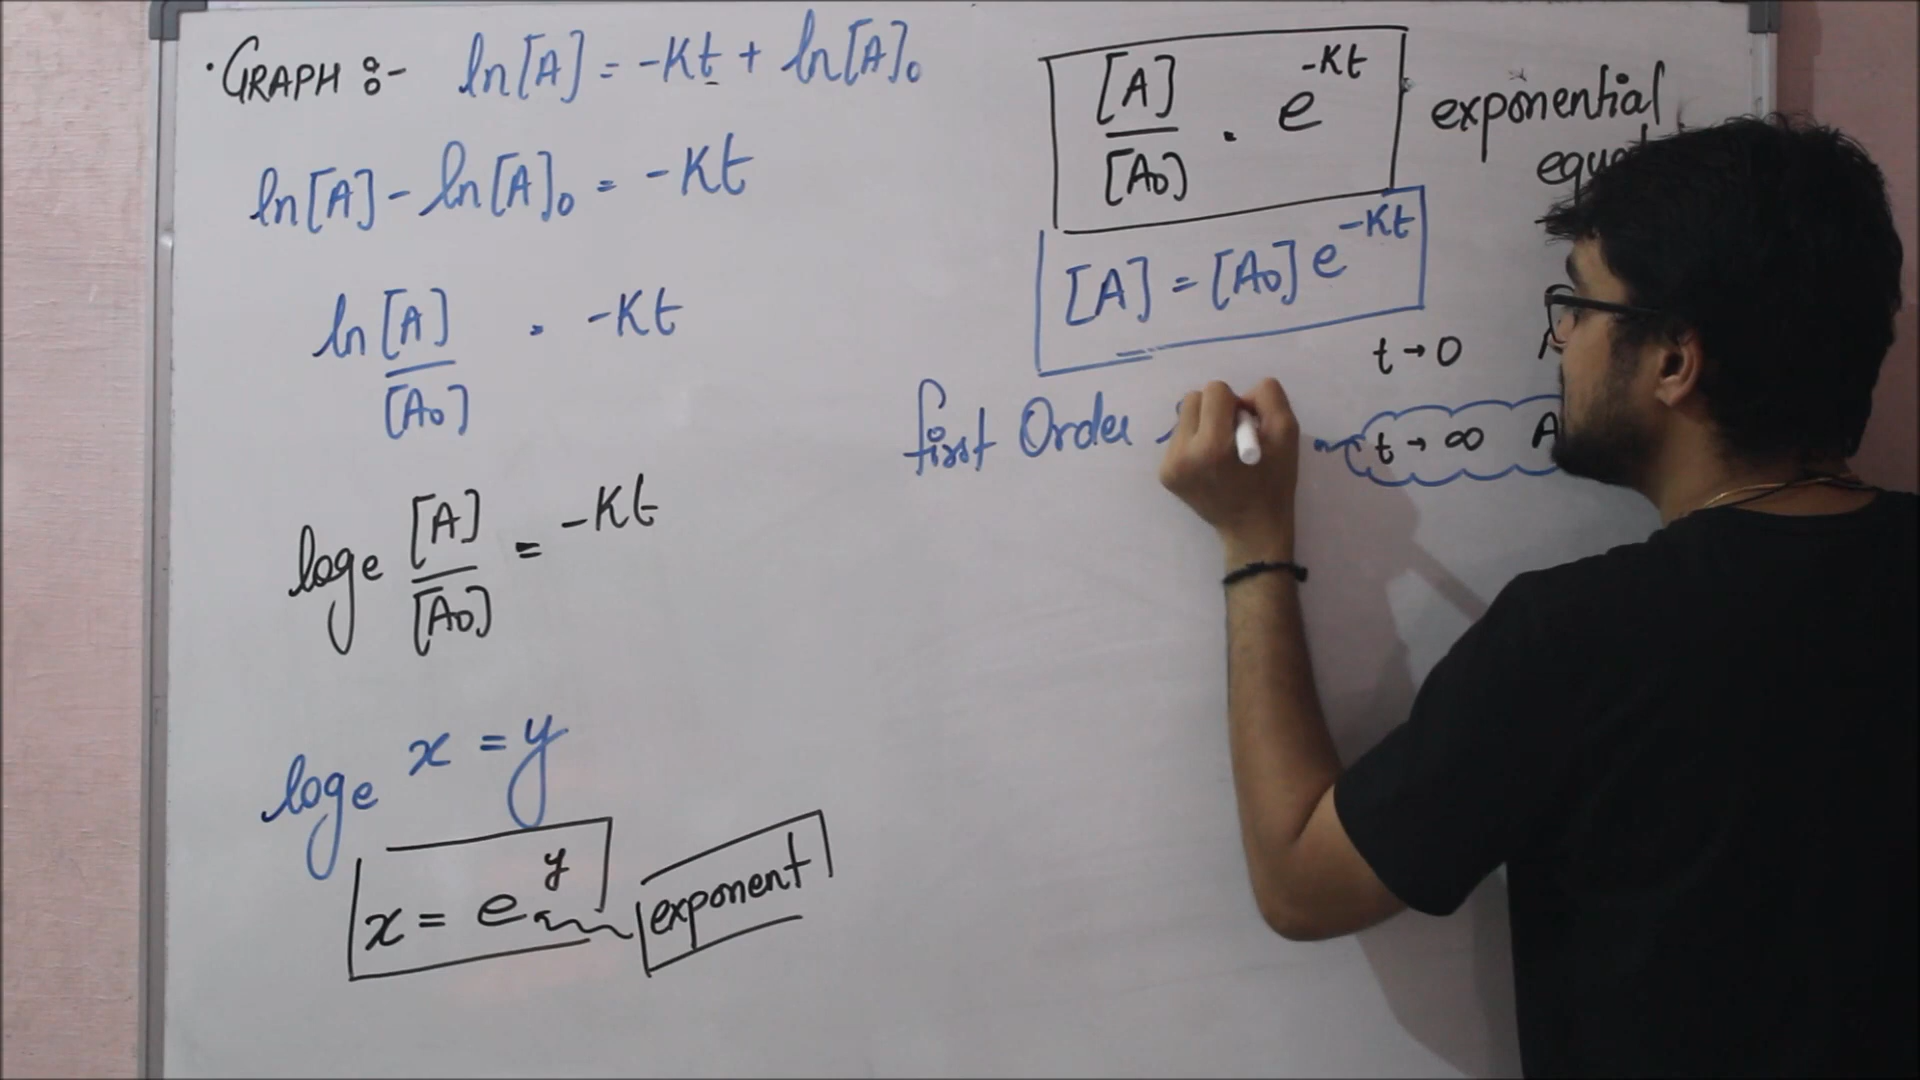 · GRAPH :- ln[A] = -Kt + ln[A]₀
ln[A] - ln[A]₀ = -Kt
ln [A]/[A₀] = -Kt
logₑ [A]/[A₀] = -Kt
logₑ x = y
x = e^y exponent
[A]/[A₀] = e^-Kt exponential
[A] = [A₀] e^-Kt
t → 0
t → ∞ A
first Order